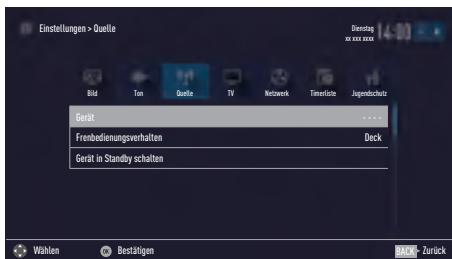 Einstellungen > Quelle
Dienstag
xx xxx xxxx
14:00
Bild Ton Quelle TV Netzwerk Timerliste Jugendschutz
Gerät - - - -
Frenbedienungsverhalten Deck
Gerät in Standby schalten
Wählen OK Bestätigen BACK - Zurück